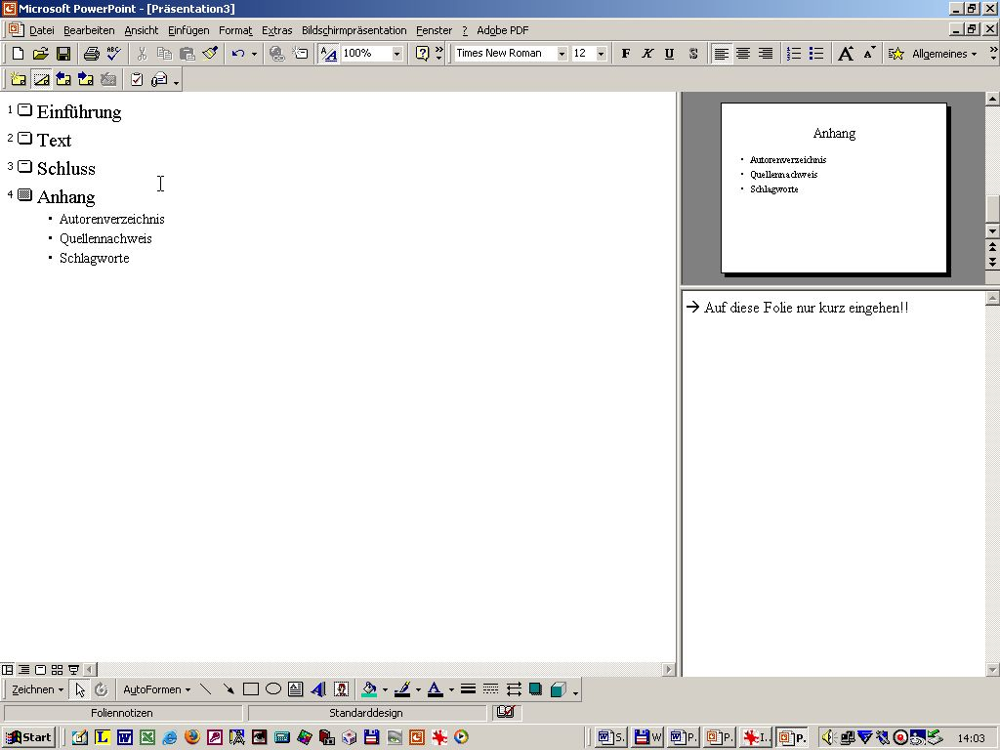 Microsoft PowerPoint - [Präsentation3]
Datei Bearbeiten Ansicht Einfügen Format Extras Bildschirmpräsentation Fenster ? Adobe PDF
100% Times New Roman 12 F K U S Allgemeines
1 Einführung
2 Text
3 Schluss
4 Anhang
• Autorenverzeichnis
• Quellennachweis
• Schlagworte
Anhang
• Autorenverzeichnis
• Quellennachweis
• Schlagworte
→ Auf diese Folie nur kurz eingehen!!
Zeichnen AutoFormen
Foliennotizen Standarddesign
Start S. W P. P. I.. P. 14:03